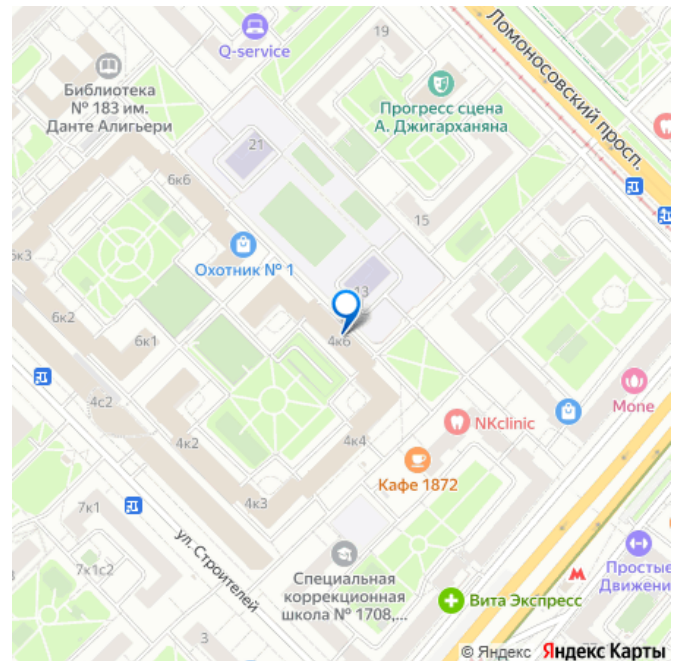 19
Q-service
Ломоносовский просп.
Библиотека
№ 183 им.
Данте Алигьери
Прогресс сцена
А. Джигарханяна
21
6к6
15
6к3
Охотник № 1
13
6к2
6к1
4к6
4с2
Mone
NKclinic
4к2
4к4
Кафе 1872
4к3
7к1
ул. Строителей
Простые
Движени
7к1с2
Специальная
коррекционная
школа № 1708,...
Вита Экспресс
3
© Яндекс Яндекс Карты